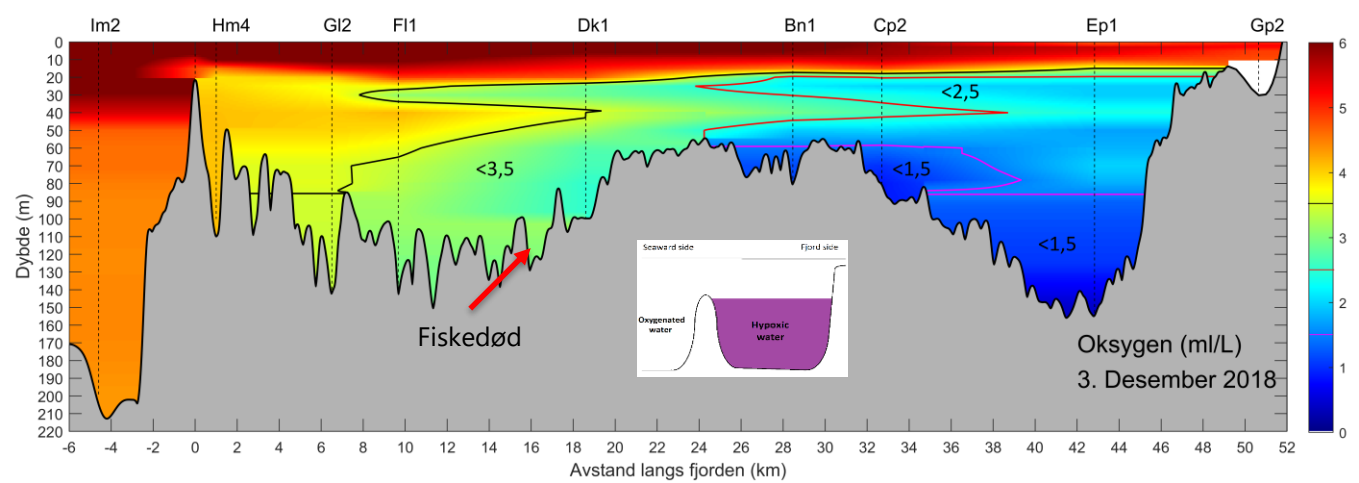 Im2 Hm4 Gl2 Fl1 Dk1 Bn1 Cp2 Ep1 Gp2
0
10
20
30
40
50
60
70
80
90
100
110
120
130
140
150
160
170
180
190
200
210
220
Dybde (m)
<2,5
<3,5
<1,5
<1,5
Fiskedød
Seaward side Fjord side
Oxygenated
water
Hypoxic
water
Oksygen (ml/L)
3. Desember 2018
-6 -4 -2 0 2 4 6 8 10 12 14 16 18 20 22 24 26 28 30 32 34 36 38 40 42 44 46 48 50 52
Avstand langs fjorden (km)
6
5
4
3
2
1
0